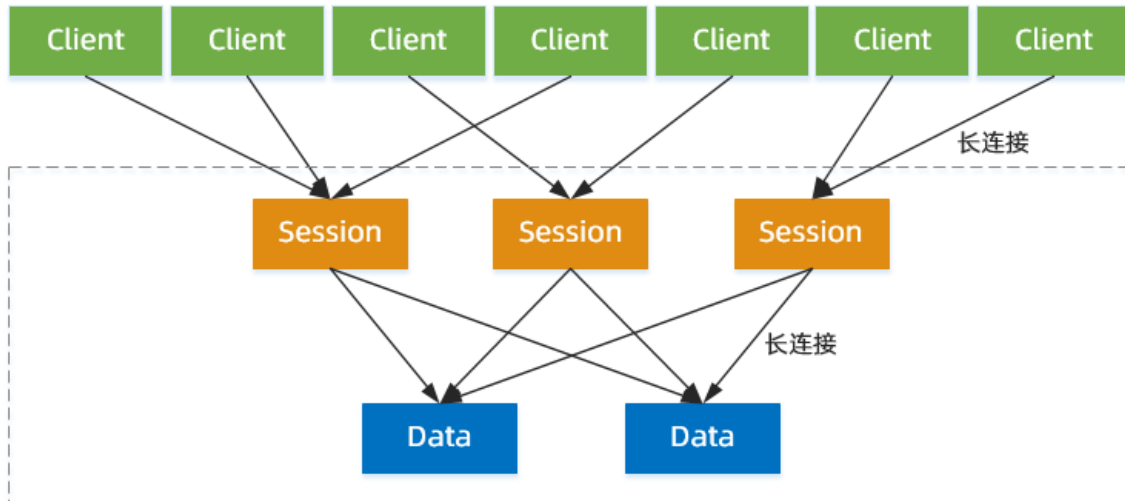 Client Client Client Client Client Client Client
长连接
Session Session Session
长连接
Data Data